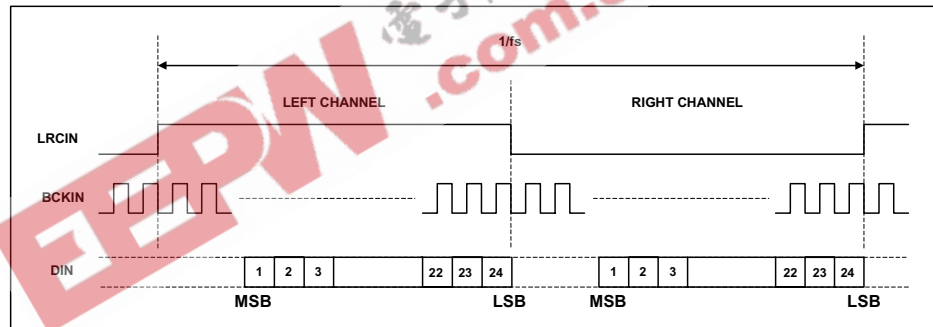 1/fs
LEFT CHANNEL RIGHT CHANNEL
LRCIN
BCKIN
DIN 1 2 3 22 23 24 1 2 3 22 23 24
MSB LSB MSB LSB
EEPW
.com.